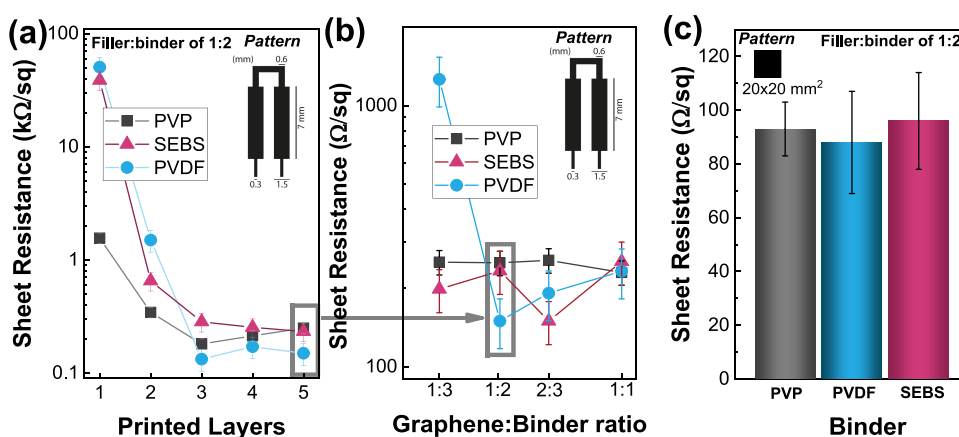 (a)
Filler:binder of 1:2
Pattern
(mm)
0.6
7 mm
0.3
1.5
PVP
SEBS
PVDF
100
10
1
0.1
Sheet Resistance (kΩ/sq)
1 2 3 4 5
Printed Layers
(b)
Pattern
(mm)
0.6
7 mm
0.3
1.5
PVP
SEBS
PVDF
1000
100
Sheet Resistance (Ω/sq)
1:3 1:2 2:3 1:1
Graphene:Binder ratio
(c)
Pattern
Filler:binder of 1:2
20x20 mm²
120
100
80
60
40
20
0
Sheet Resistance (Ω/sq)
PVP PVDF SEBS
Binder